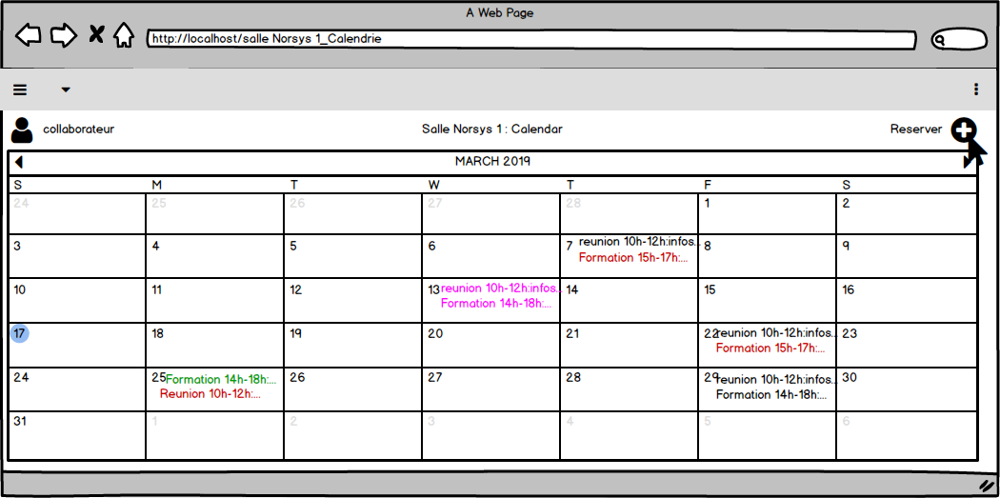 A Web Page
http://localhost/salle Norsys 1_Calendrie
collaborateur Salle Norsys 1 : Calendar Reserver
MARCH 2019
S M T W T F S
24 25 26 27 28 1 2
3 4 5 6 7 reunion 10h-12h:infos... 8 9
Formation 15h-17h:...
10 11 12 13 reunion 10h-12h:infos... 14 15 16
Formation 14h-18h:...
17 18 19 20 21 22 reunion 10h-12h:infos... 23
Formation 15h-17h:...
24 25 Formation 14h-18h:... 26 27 28 29 reunion 10h-12h:infos... 30
Reunion 10h-12h:... Formation 14h-18h:...
31 1 2 3 4 5 6